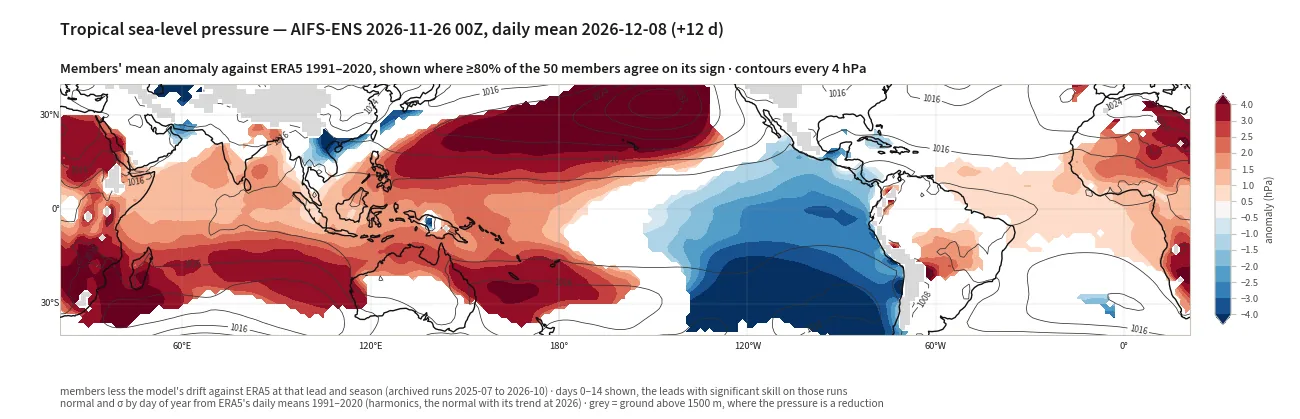 Tropical sea-level pressure — AIFS-ENS 2026-11-26 00Z, daily mean 2026-12-08 (+12 d)
Members' mean anomaly against ERA5 1991–2020, shown where ≥80% of the 50 members agree on its sign · contours every 4 hPa
30°N
0°
30°S
60°E
120°E
180°
120°W
60°W
0°
1016
1016
1016
1016
1024
1016
1016
1008
1016
4.0
3.0
2.5
2.0
1.5
1.0
0.5
−0.5
−1.0
−1.5
−2.0
−2.5
−3.0
−4.0
anomaly (hPa)
members less the model's drift against ERA5 at that lead and season (archived runs 2025-07 to 2026-10) · days 0–14 shown, the leads with significant skill on those runs
normal and σ by day of year from ERA5's daily means 1991–2020 (harmonics, the normal with its trend at 2026) · grey = ground above 1500 m, where the pressure is a reduction